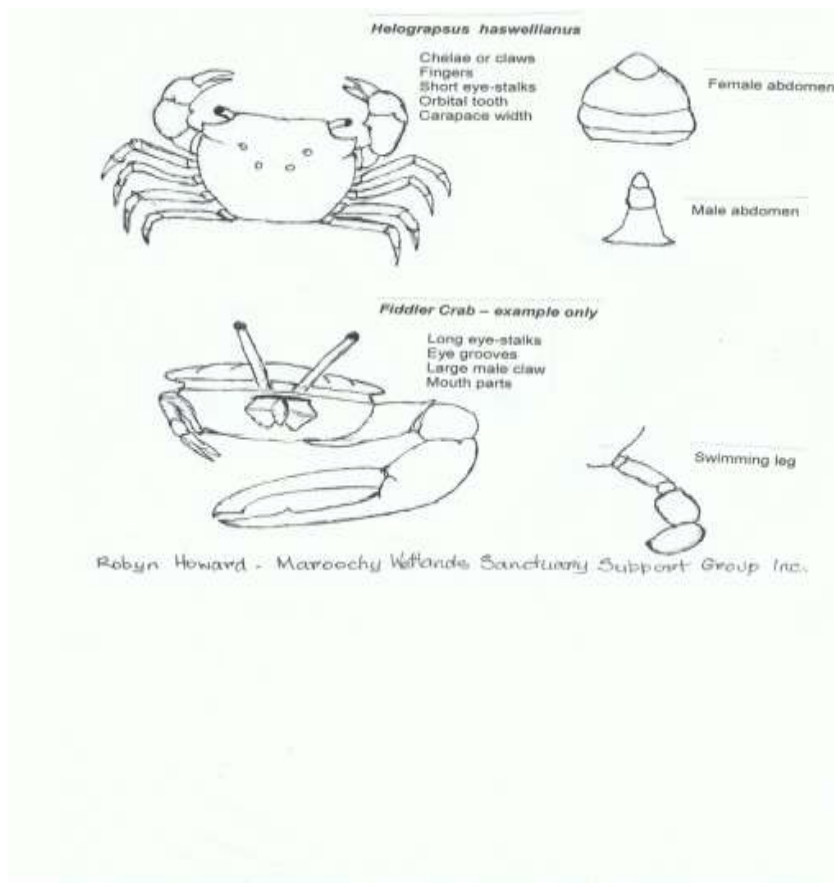 Helograpsus haswellianus
Chelae or claws
Fingers
Short eye-stalks
Orbital tooth
Carapace width
Female abdomen
Male abdomen
Fiddler Crab – example only
Long eye-stalks
Eye grooves
Large male claw
Mouth parts
Swimming leg
Robyn Howard - Maroochy Wetlands Sanctuary Support Group Inc.